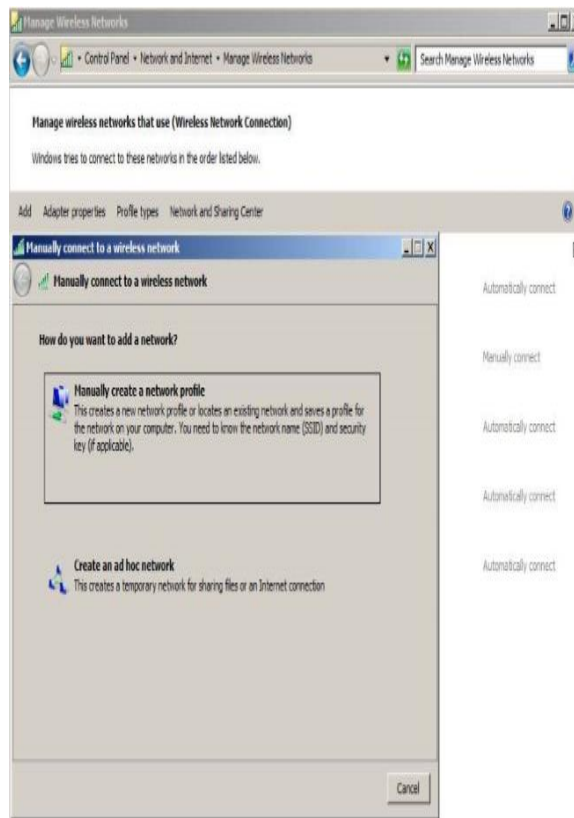 Manage Wireless Networks
Control Panel • Network and Internet • Manage Wireless Networks
Search Manage Wireless Networks
Manage wireless networks that use (Wireless Network Connection)
Windows tries to connect to these networks in the order listed below.
Add Adapter properties Profile types Network and Sharing Center
Manually connect to a wireless network
Manually connect to a wireless network
How do you want to add a network?
Manually create a network profile
This creates a new network profile or locates an existing network and saves a profile for
the network on your computer. You need to know the network name (SSID) and security
key (if applicable).
Create an ad hoc network
This creates a temporary network for sharing files or an Internet connection
Cancel
Automatically connect
Manually connect
Automatically connect
Automatically connect
Automatically connect